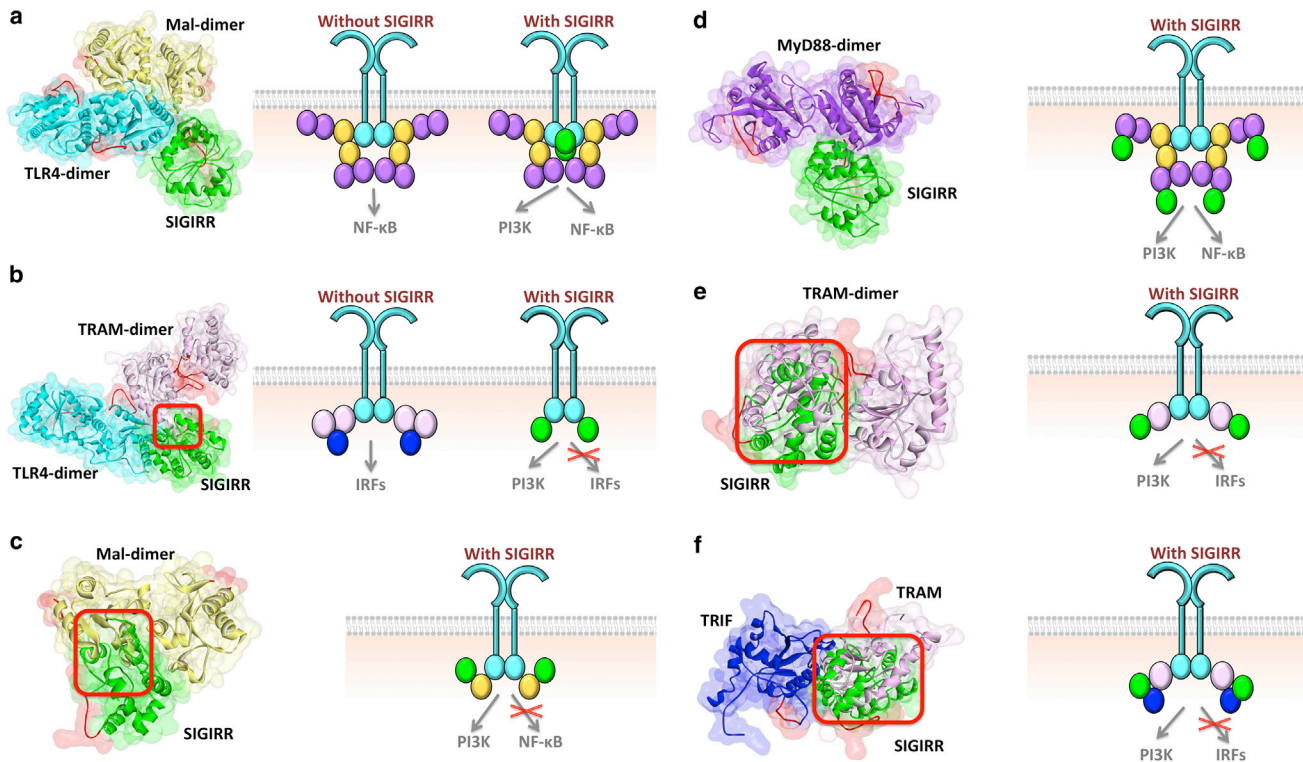 a
Mal-dimer
TLR4-dimer
SIGIRR
Without SIGIRR
NF-κB
With SIGIRR
PI3K
NF-κB
b
TRAM-dimer
TLR4-dimer
SIGIRR
Without SIGIRR
IRFs
With SIGIRR
PI3K
IRFs
c
Mal-dimer
SIGIRR
With SIGIRR
PI3K
NF-κB
d
MyD88-dimer
SIGIRR
With SIGIRR
PI3K
NF-κB
e
TRAM-dimer
SIGIRR
With SIGIRR
PI3K
IRFs
f
TRIF
TRAM
SIGIRR
With SIGIRR
PI3K
IRFs